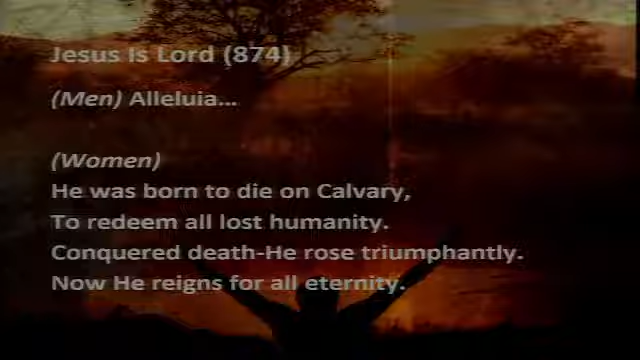 Jesus Is Lord (874)
(Men) Alleluia...
(Women)
He was born to die on Calvary,
To redeem all lost humanity.
Conquered death-He rose triumphantly.
Now He reigns for all eternity.